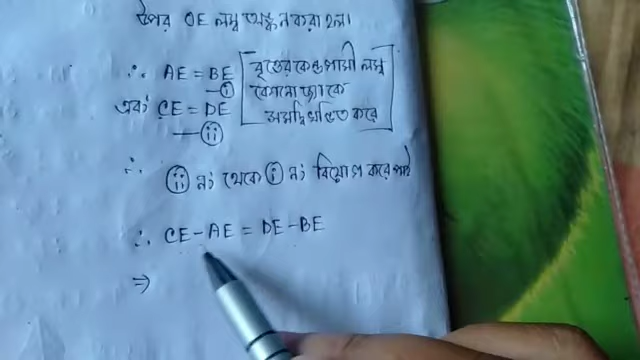 উপর OE লম্ব অঙ্কন করা হল।
∴ AE = BE [বৃত্তের কেন্দ্রগামী লম্ব
—(i) কোনো জ্যা কে
এবং CE = DE সমদ্বিখণ্ডিত করে]
—(ii)
∴ (ii) নং থেকে (i) নং বিয়োগ করে পাই
∴ CE - AE = DE - BE
⇒